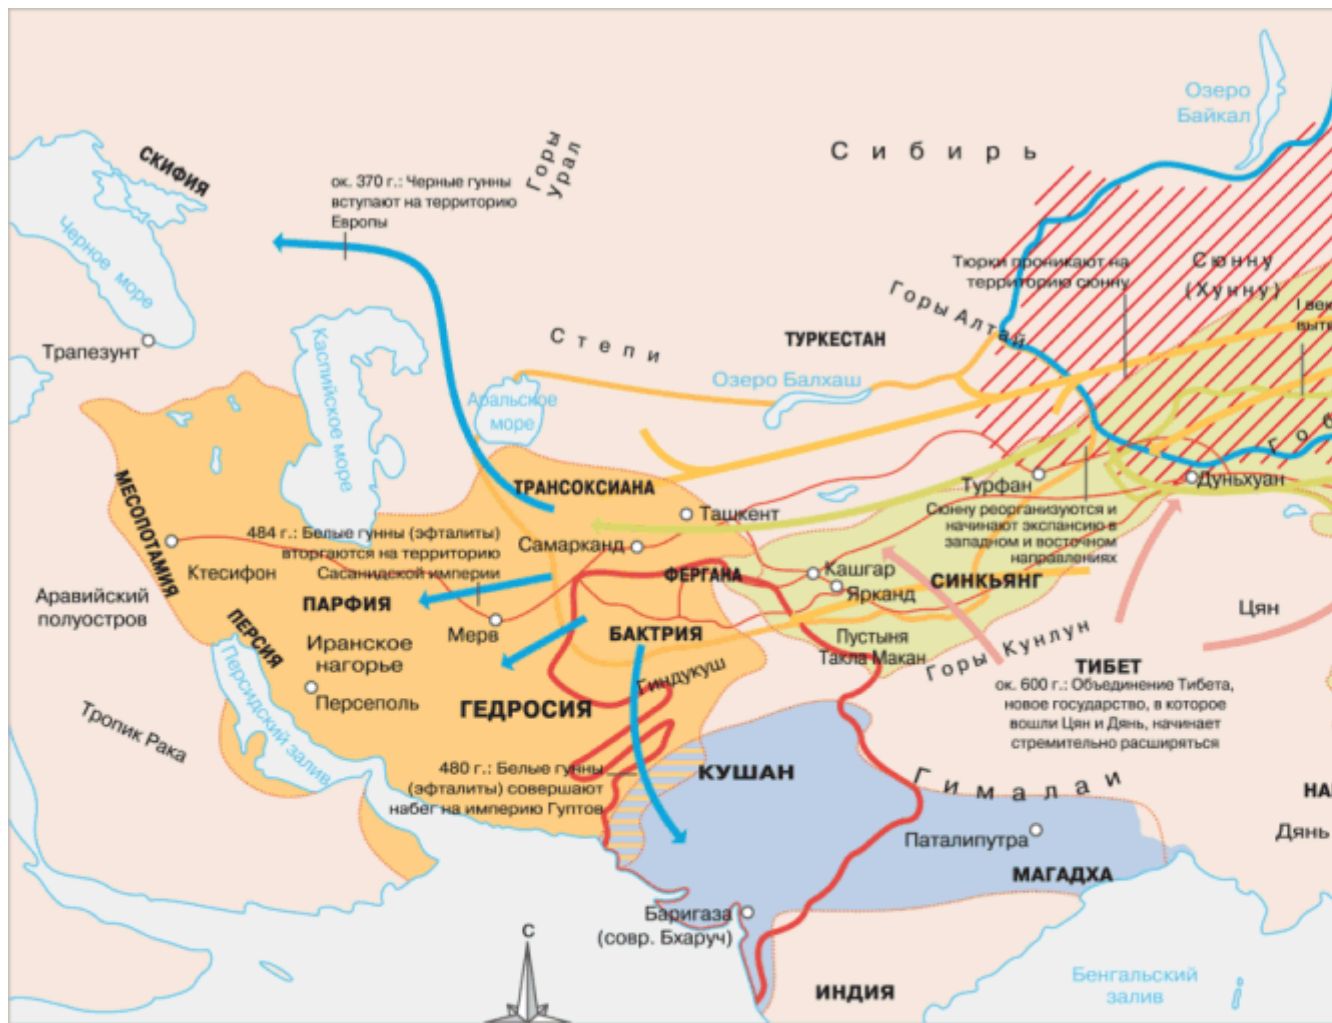 Озеро
Байкал
Сибирь
СКИФИЯ
Горы
Урал
ок. 370 г.: Черные гунны
вступают на территорию
Европы
Черное море
Тюрки проникают на
территорию сюнну
Сюнну
(Хунну)
Горы Алтай
I век
вытк
Трапезунт
Каспийское море
Степи
ТУРКЕСТАН
Озеро Балхаш
Аральское
море
Гоб
МЕСОПОТАМИЯ
ТРАНСОКСИАНА
Ташкент
Турфан
Дуньхуан
Сюнну реорганизуются и
начинают экспансию в
западном и восточном
направлениях
484 г.: Белые гунны (эфталиты)
вторгаются на территорию
Сасанидской империи
Самарканд
Ктесифон
ФЕРГАНА
Кашгар
Ярканд
СИНКЬЯНГ
Аравийский
полуостров
ПАРФИЯ
ПЕРСИЯ
Мерв
БАКТРИЯ
Пустыня
Такла Макан
Цян
Иранское
нагорье
Гиндукуш
Горы Кунлун
ТИБЕТ
ок. 600 г.: Объединение Тибета,
новое государство, в которое
вошли Цян и Дянь, начинает
стремительно расширяться
Персеполь
ГЕДРОСИЯ
Персидский залив
Тропик Рака
480 г.: Белые гунны
(эфталиты) совершают
набег на империю Гуптов
КУШАН
Гималаи
НА
Дянь
Паталипутра
МАГАДХА
Баригаза
(совр. Бхаруч)
С
ИНДИЯ
Бенгальский
залив